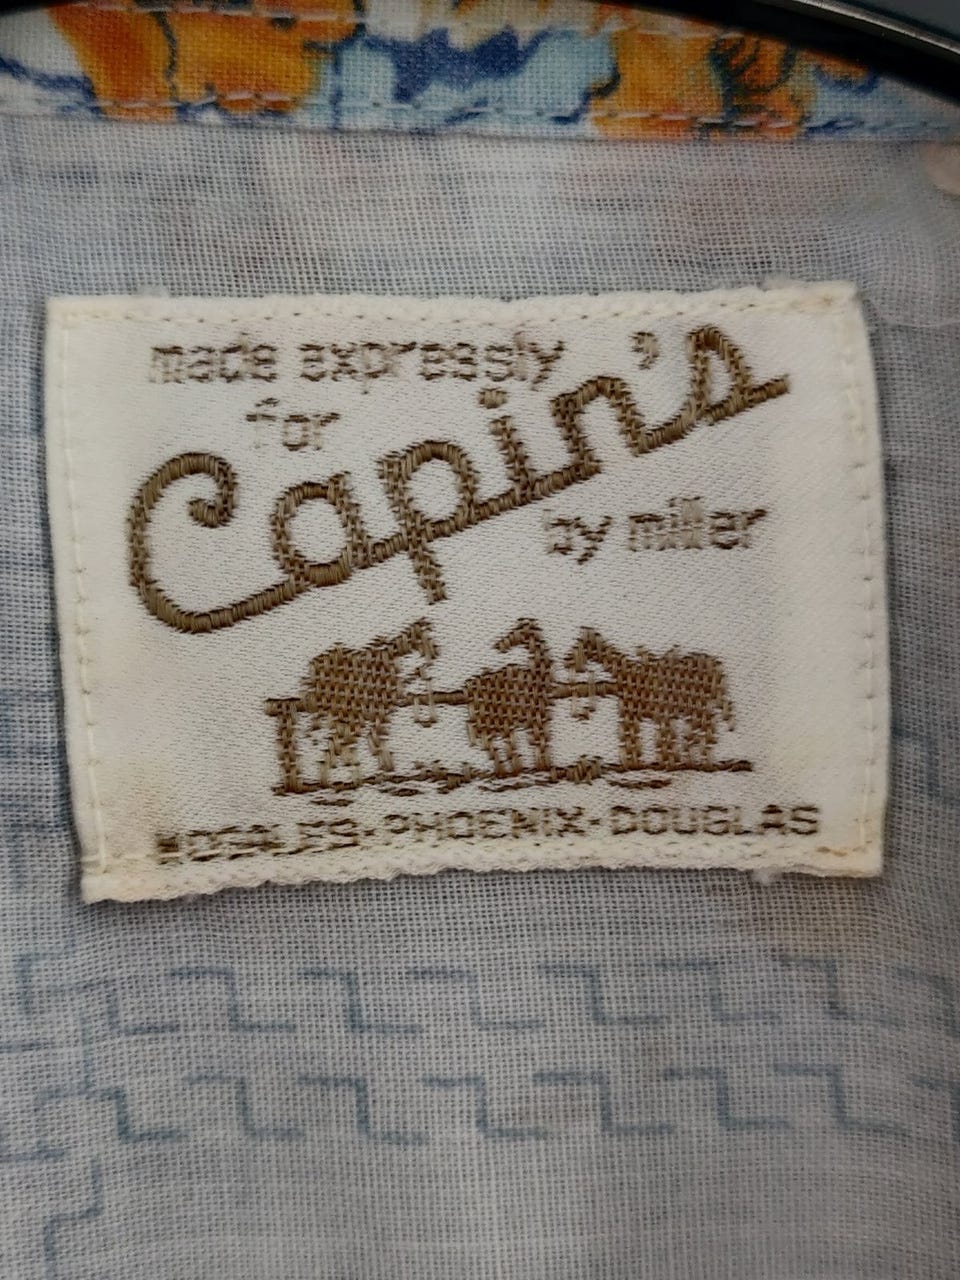 made expressly
for
Capin's
by miller
NOGALES·PHOENIX·DOUGLAS